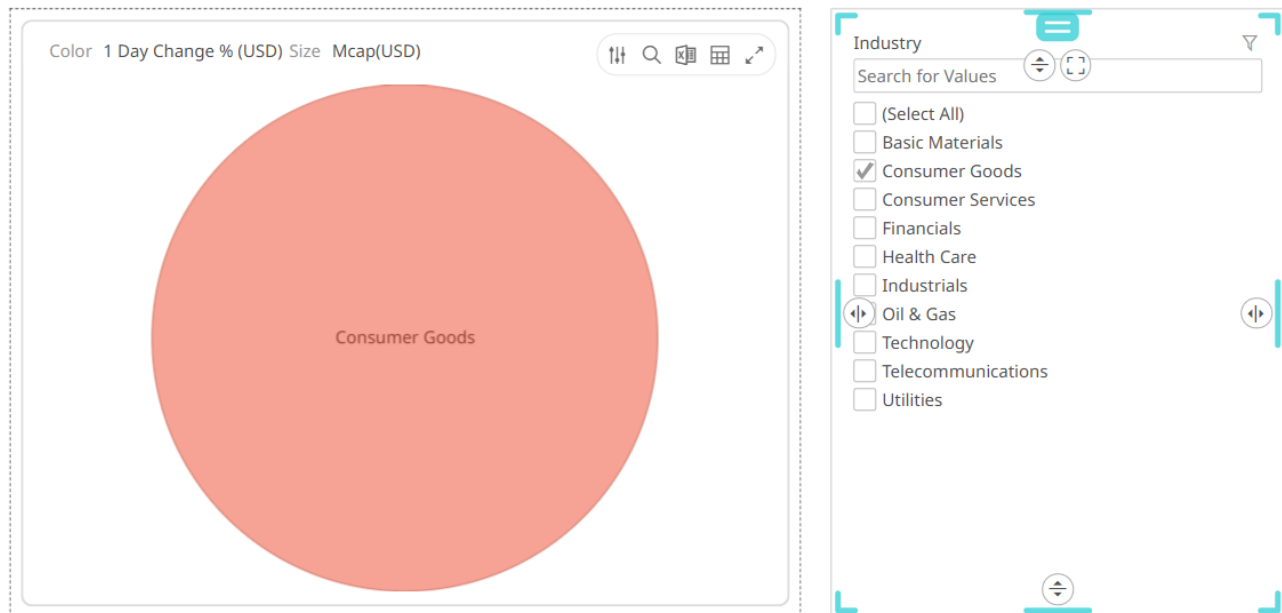 Color 1 Day Change % (USD) Size Mcap(USD)
Consumer Goods
Industry
Search for Values
(Select All)
Basic Materials
Consumer Goods
Consumer Services
Financials
Health Care
Industrials
Oil & Gas
Technology
Telecommunications
Utilities